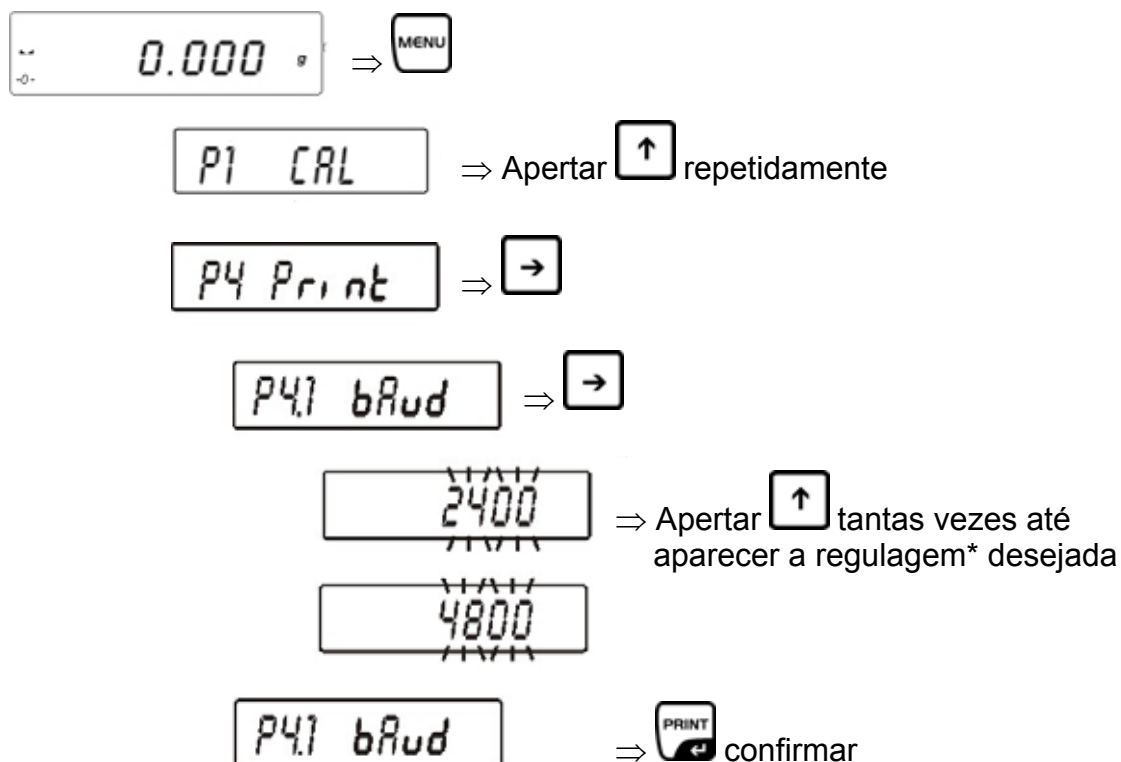 -0- 0.000 g ⇒ MENU
P1 CAL ⇒ Apertar ↑ repetidamente
P4 Print ⇒ →
P4.1 bAud ⇒ →
2400 ⇒ Apertar ↑ tantas vezes até
aparecer a regulagem* desejada
4800
P4.1 bAud ⇒ PRINT confirmar